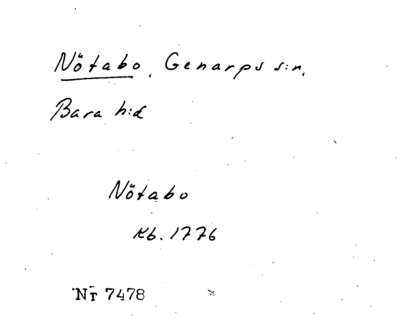 Nötabo, Genarps s:n,
Bara h:d
Nötabo
Kb. 1776
Nr 7478